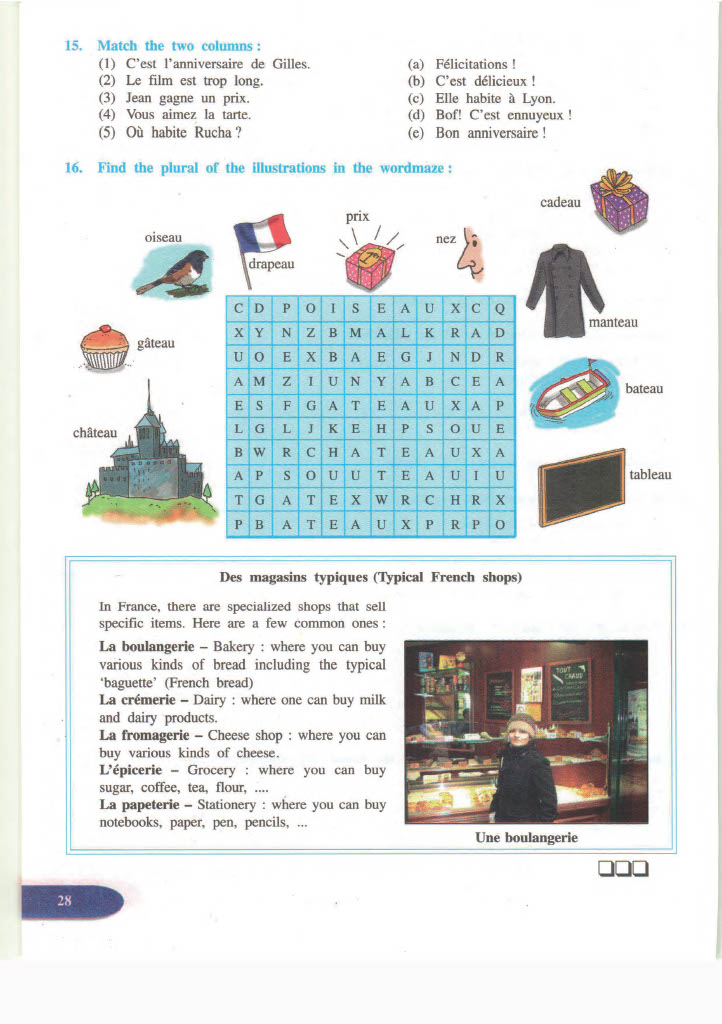 15. Match the two columns :
(1) C'est l'anniversaire de Gilles.
(a) Félicitations !
(2) Le film est trop long.
(b) C'est délicieux !
(3) Jean gagne un prix.
(c) Elle habite à Lyon.
(4) Vous aimez la tarte.
(d) Bof! C'est ennuyeux !
(5) Où habite Rucha ?
(e) Bon anniversaire !
16. Find the plural of the illustrations in the wordmaze :
cadeau
prix
oiseau
nez
drapeau
manteau
gâteau
bateau
château
tableau
C D P O I S E A U X C Q
X Y N Z B M A L K R A D
U O E X B A E G J N D R
A M Z I U N Y A B C E A
E S F G A T E A U X A P
L G L J K E H P S O U E
B W R C H A T E A U X A
A P S O U U T E A U I U
T G A T E X W R C H R X
P B A T E A U X P R P O
Des magasins typiques (Typical French shops)
In France, there are specialized shops that sell
specific items. Here are a few common ones :
La boulangerie – Bakery : where you can buy
various kinds of bread including the typical
'baguette' (French bread)
La crémerie – Dairy : where one can buy milk
and dairy products.
La fromagerie – Cheese shop : where you can
buy various kinds of cheese.
L'épicerie – Grocery : where you can buy
sugar, coffee, tea, flour, ....
La papeterie – Stationery : where you can buy
notebooks, paper, pen, pencils, ...
TOUT
CHAUD
Une boulangerie
28